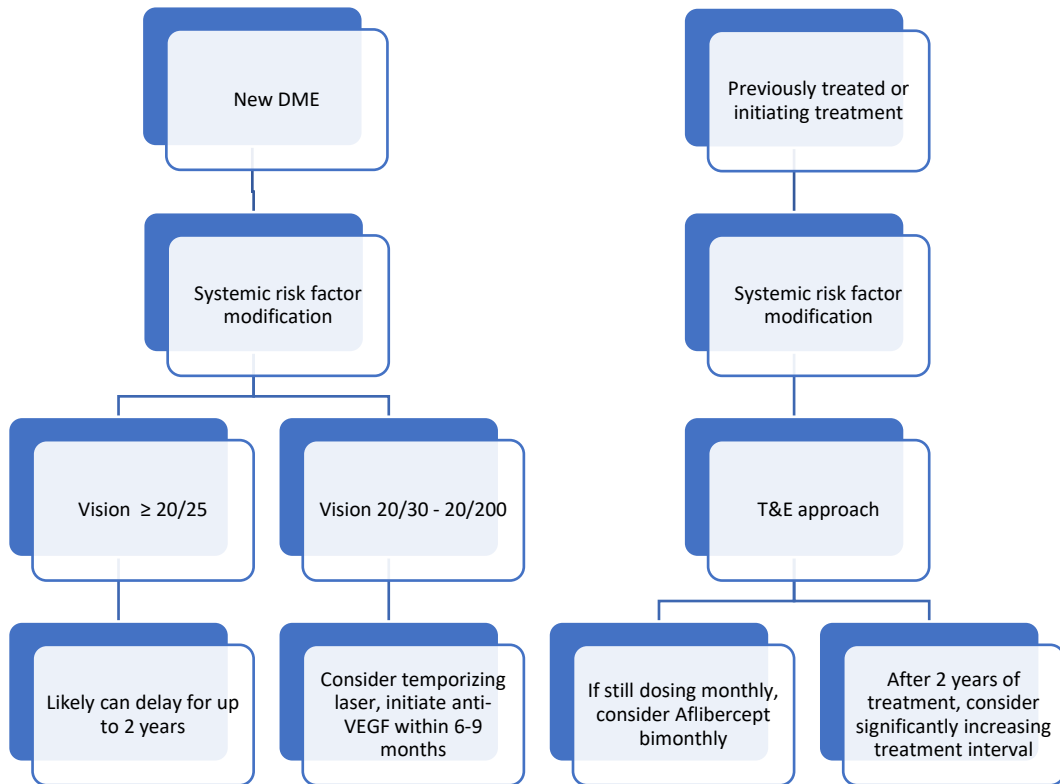 New DME
Previously treated or
initiating treatment
Systemic risk factor
modification
Systemic risk factor
modification
Vision ≥ 20/25
Vision 20/30 - 20/200
T&E approach
Likely can delay for up
to 2 years
Consider temporizing
laser, initiate anti-
VEGF within 6-9
months
If still dosing monthly,
consider Aflibercept
bimonthly
After 2 years of
treatment, consider
significantly increasing
treatment interval